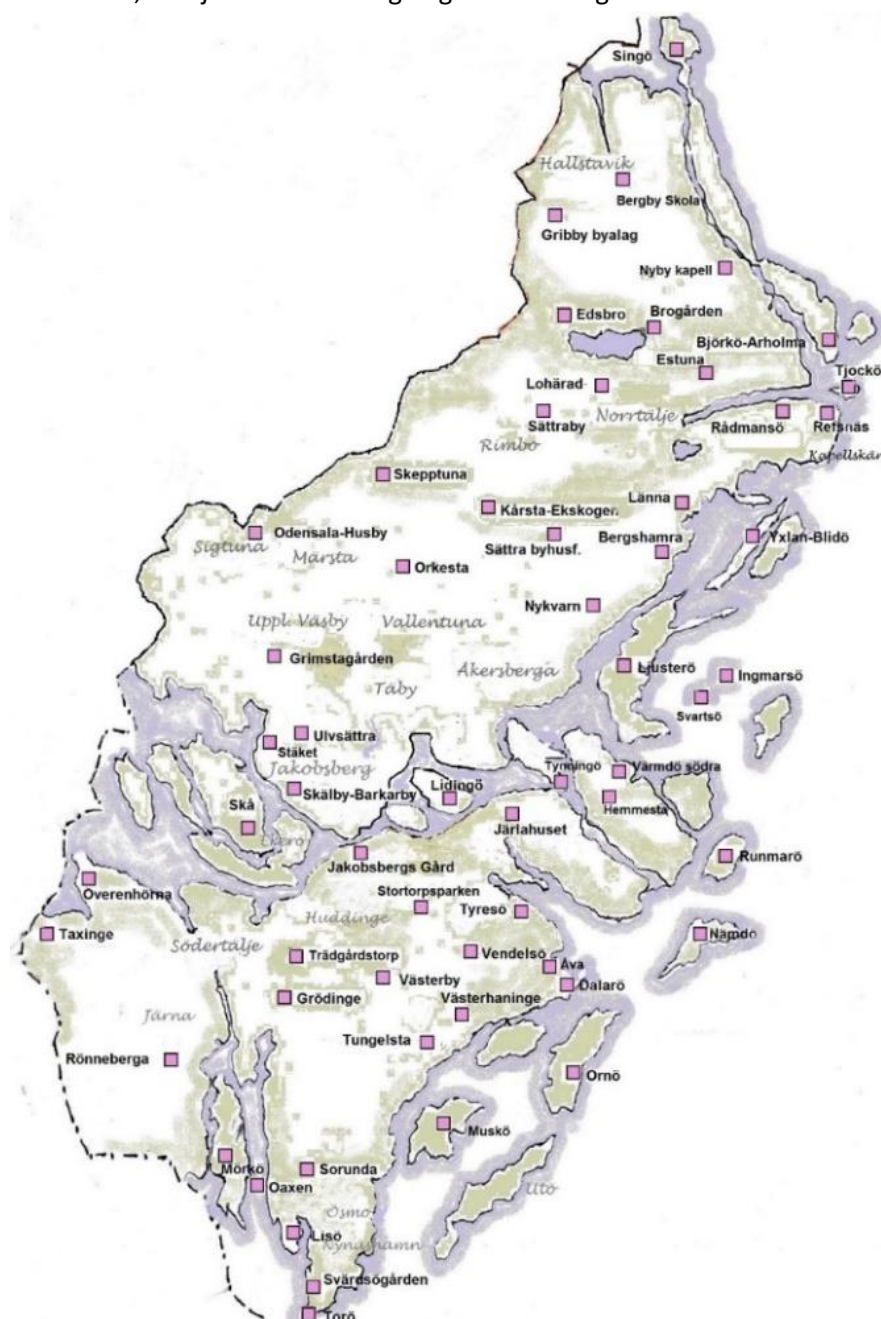 Singö
Hallstavik
Bergby Skola
Gribby byalag
Nyby kapell
Edsbro
Brogården
Björkö-Arholma
Estuna
Tjockö
Lohärad
Norrtälje
Sättraby
Rådmansö
Refsnäs
Rimbo
Kapellskär
Skepptuna
Länna
Kårsta-Ekskogen
Odensala-Husby
Sättra byhusf.
Bergshamra
Yxlan-Blidö
Sigtuna
Märsta
Orkesta
Nykvarn
Uppl Väsby
Vallentuna
Grimstagården
Åkersberga
Ljusterö
Ingmarsö
Täby
Svartsö
Ulvsättra
Stäket
Jakobsberg
Tynningö
Värmdö södra
Lidingö
Skälby-Barkarby
Skå
Hemmesta
Järlahuset
Ekerö
Jakobsbergs Gård
Runmarö
Överenhörna
Stortorpsparken
Huddinge
Tyresö
Taxinge
Nämdö
Södertälje
Trädgårdstorp
Vendelsö
Åva
Västerby
Dalarö
Grödinge
Västerhaninge
Järna
Tungelsta
Rönneberga
Ornö
Muskö
Mörkö
Sorunda
Oaxen
Utö
Ösmo
Lisö
Nynäshamn
Svärdsögården
Torö